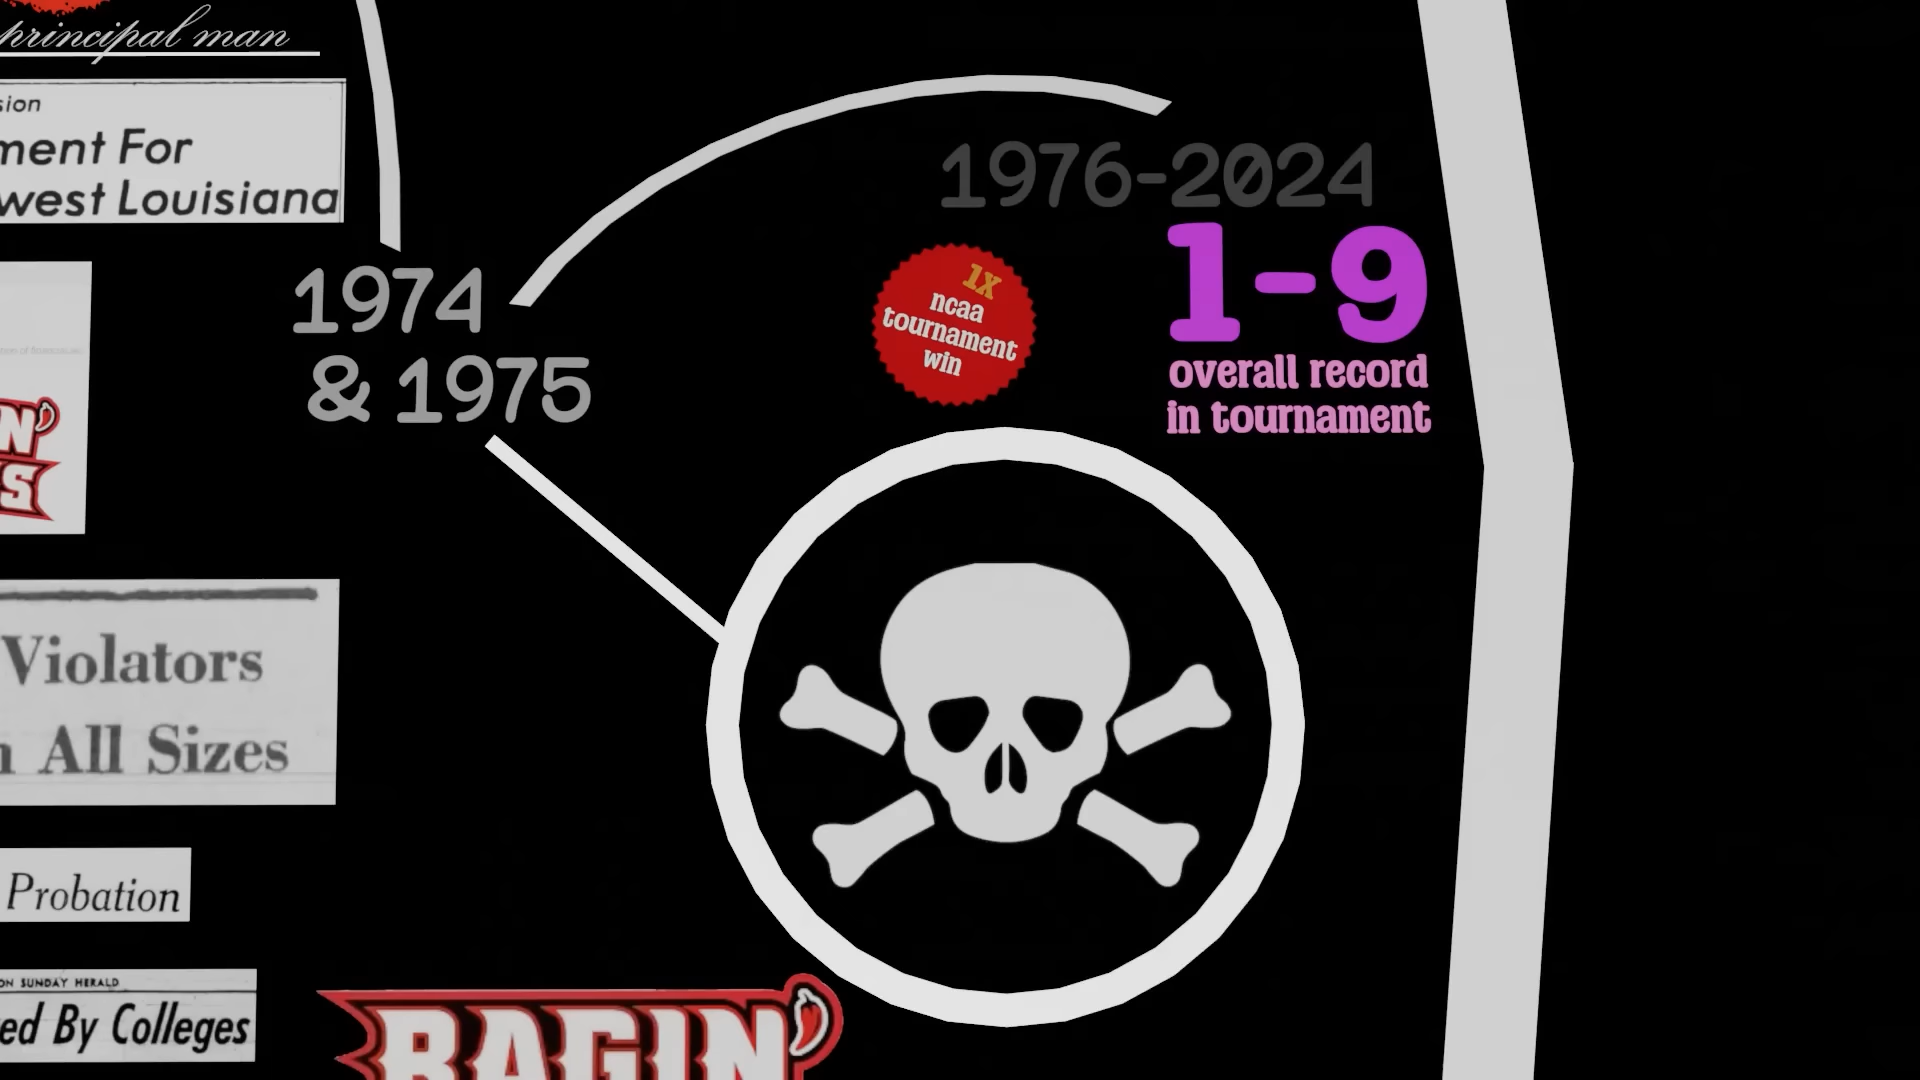 principal man
sion
ment For
west Louisiana
1974
& 1975
1976-2024
1X
ncaa
tournament
win
1-9
overall record
in tournament
N'
S
Violators
n All Sizes
Probation
ON SUNDAY HERALD
ed By Colleges
RAGIN'